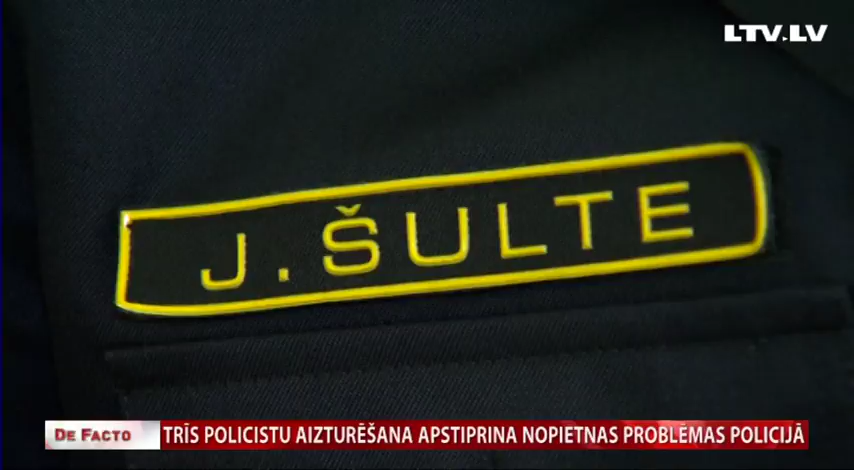 LTV.LV
J. ŠULTE
DE FACTO TRĪS POLICISTU AIZTURĒŠANA APSTIPRINA NOPIETNAS PROBLĒMAS POLICIJĀ